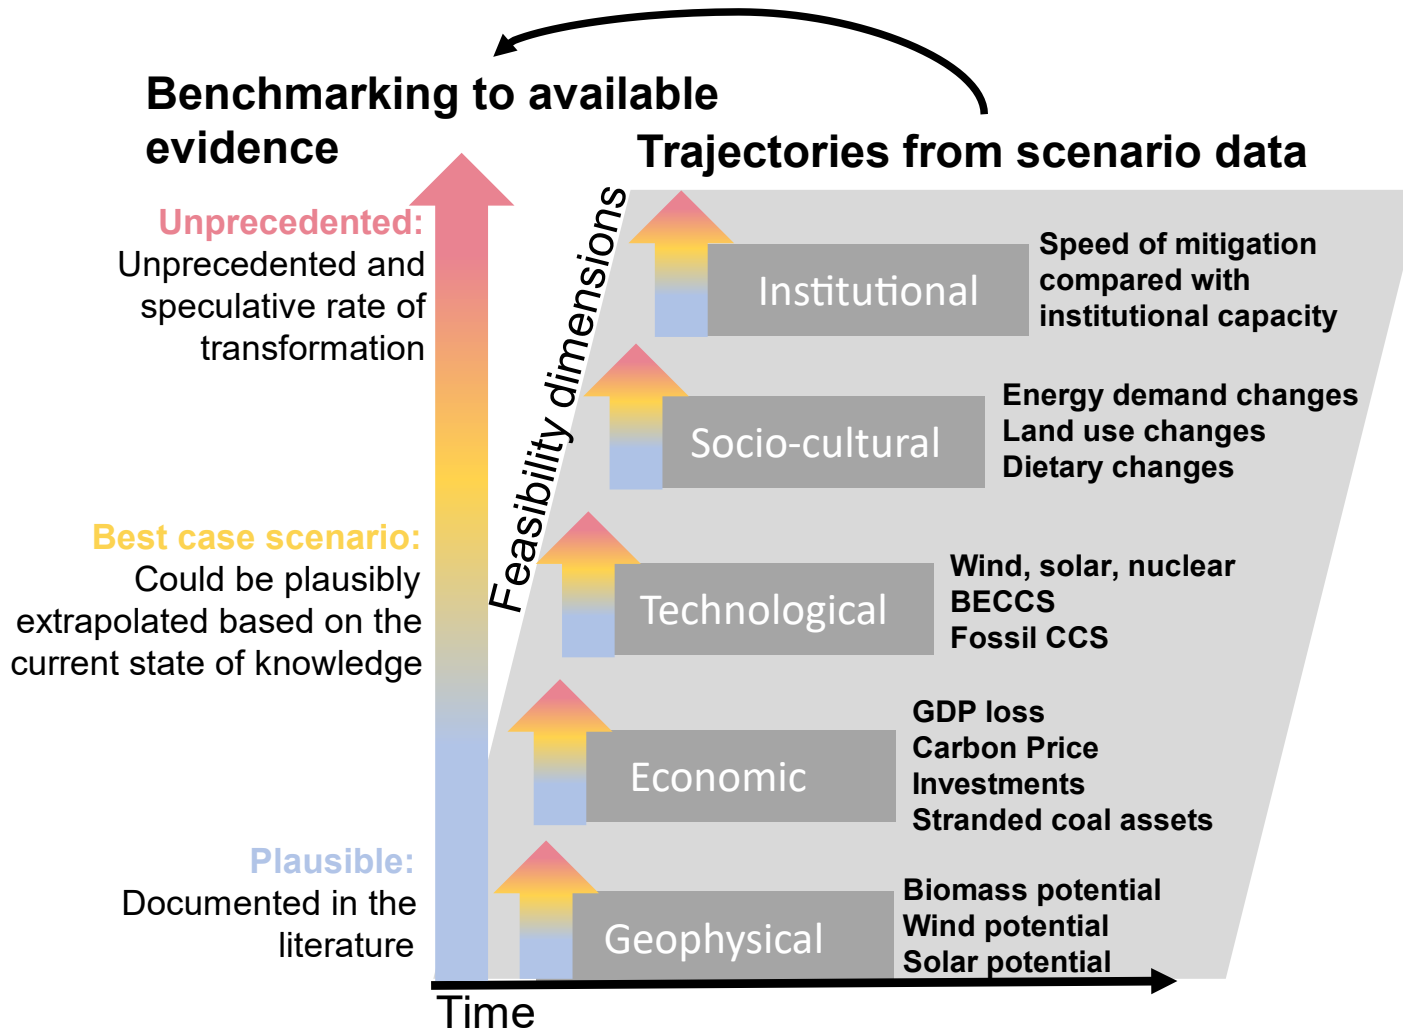 Benchmarking to available
evidence
Trajectories from scenario data
Unprecedented:
Unprecedented and
speculative rate of
transformation
Best case scenario:
Could be plausibly
extrapolated based on the
current state of knowledge
Plausible:
Documented in the
literature
Feasibility dimensions
Institutional
Speed of mitigation
compared with
institutional capacity
Socio-cultural
Energy demand changes
Land use changes
Dietary changes
Technological
Wind, solar, nuclear
BECCS
Fossil CCS
Economic
GDP loss
Carbon Price
Investments
Stranded coal assets
Geophysical
Biomass potential
Wind potential
Solar potential
Time